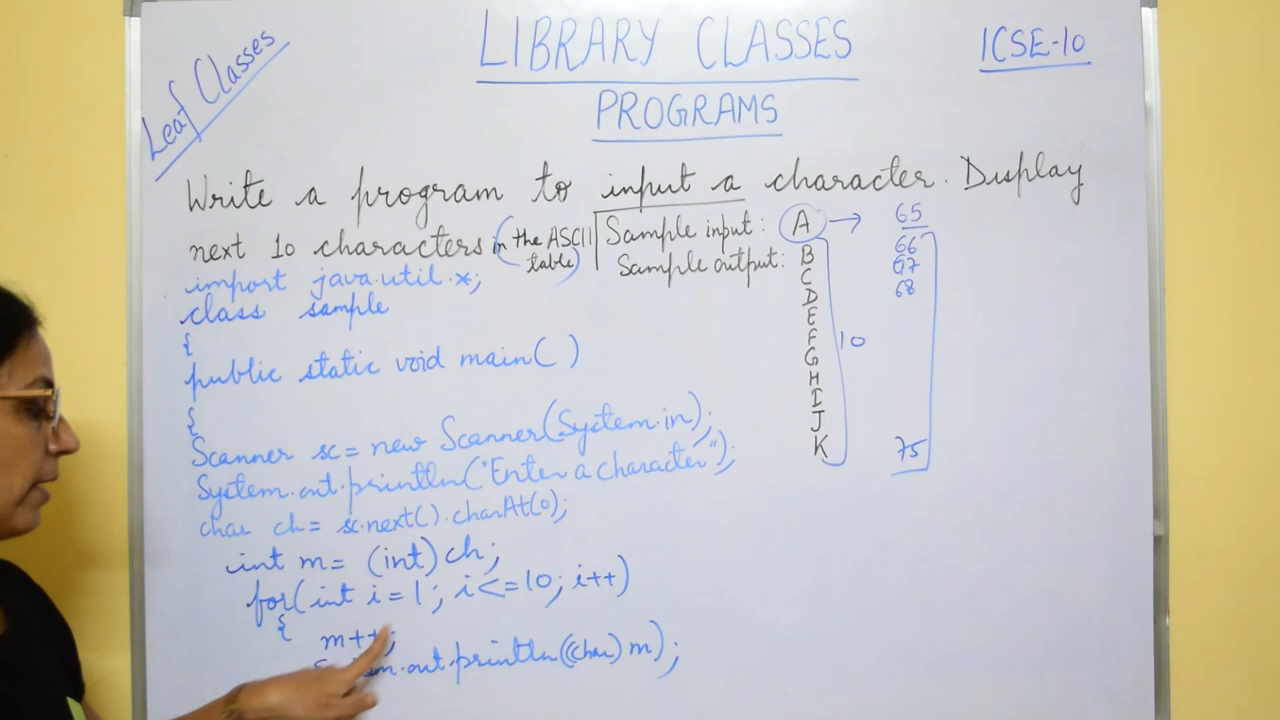 Leaf Classes
LIBRARY CLASSES
ICSE-10
PROGRAMS
Write a program to input a character. Display
next 10 characters (in the ASCII table)
Sample input: A → 65
Sample output: B 66
C 67
D 68
E
F 10
G
H
I
J
K 75
import java.util.*;
class sample
{
public static void main( )
{
Scanner sc = new Scanner(System.in);
System.out.println("Enter a character");
char ch = sc.next().charAt(0);
int m = (int) ch;
for(int i = 1; i <= 10; i++)
{
m++;
.out.println((char) m);